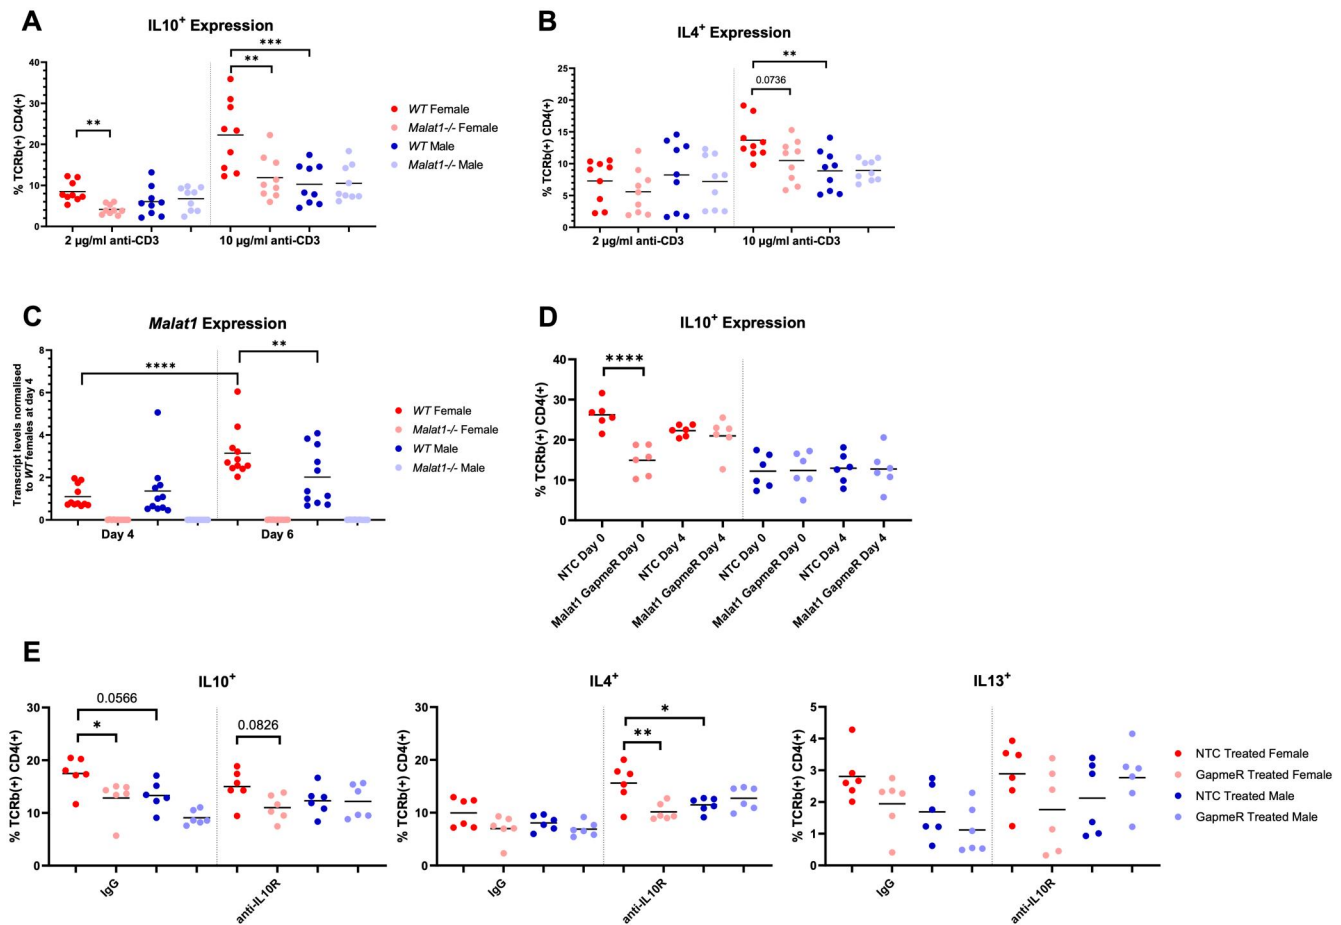 A
IL10+ Expression
% TCRb(+) CD4(+)
40
30
20
10
0
**
**
***
2 µg/ml anti-CD3
10 µg/ml anti-CD3
WT Female
Malat1-/- Female
WT Male
Malat1-/- Male
B
IL4+ Expression
% TCRb(+) CD4(+)
25
20
15
10
5
0
**
0.0736
2 µg/ml anti-CD3
10 µg/ml anti-CD3
C
Malat1 Expression
Transcript levels normalised
to WT females at day 4
8
6
4
2
0
****
**
Day 4
Day 6
WT Female
Malat1-/- Female
WT Male
Malat1-/- Male
D
IL10+ Expression
% TCRb(+) CD4(+)
40
30
20
10
0
****
NTC Day 0
Malat1 GapmeR Day 0
NTC Day 4
Malat1 GapmeR Day 4
NTC Day 0
Malat1 GapmeR Day 0
NTC Day 4
Malat1 GapmeR Day 4
E
IL10+
% TCRb(+) CD4(+)
30
20
10
0
0.0566
*
0.0826
IgG
anti-IL10R
IL4+
% TCRb(+) CD4(+)
30
20
10
0
*
**
IgG
anti-IL10R
IL13+
% TCRb(+) CD4(+)
5
4
3
2
1
0
IgG
anti-IL10R
NTC Treated Female
GapmeR Treated Female
NTC Treated Male
GapmeR Treated Male